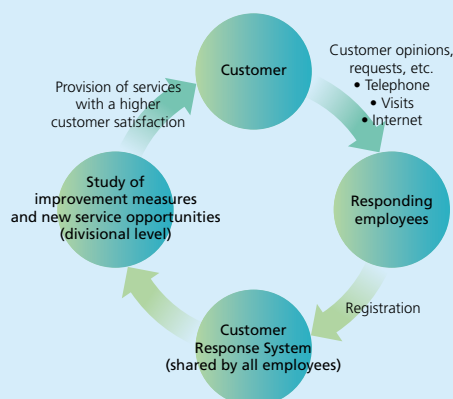 Customer
Customer opinions,
requests, etc.
• Telephone
• Visits
• Internet
Responding
employees
Registration
Customer
Response System
(shared by all employees)
Study of
improvement measures
and new service opportunities
(divisional level)
Provision of services
with a higher
customer satisfaction